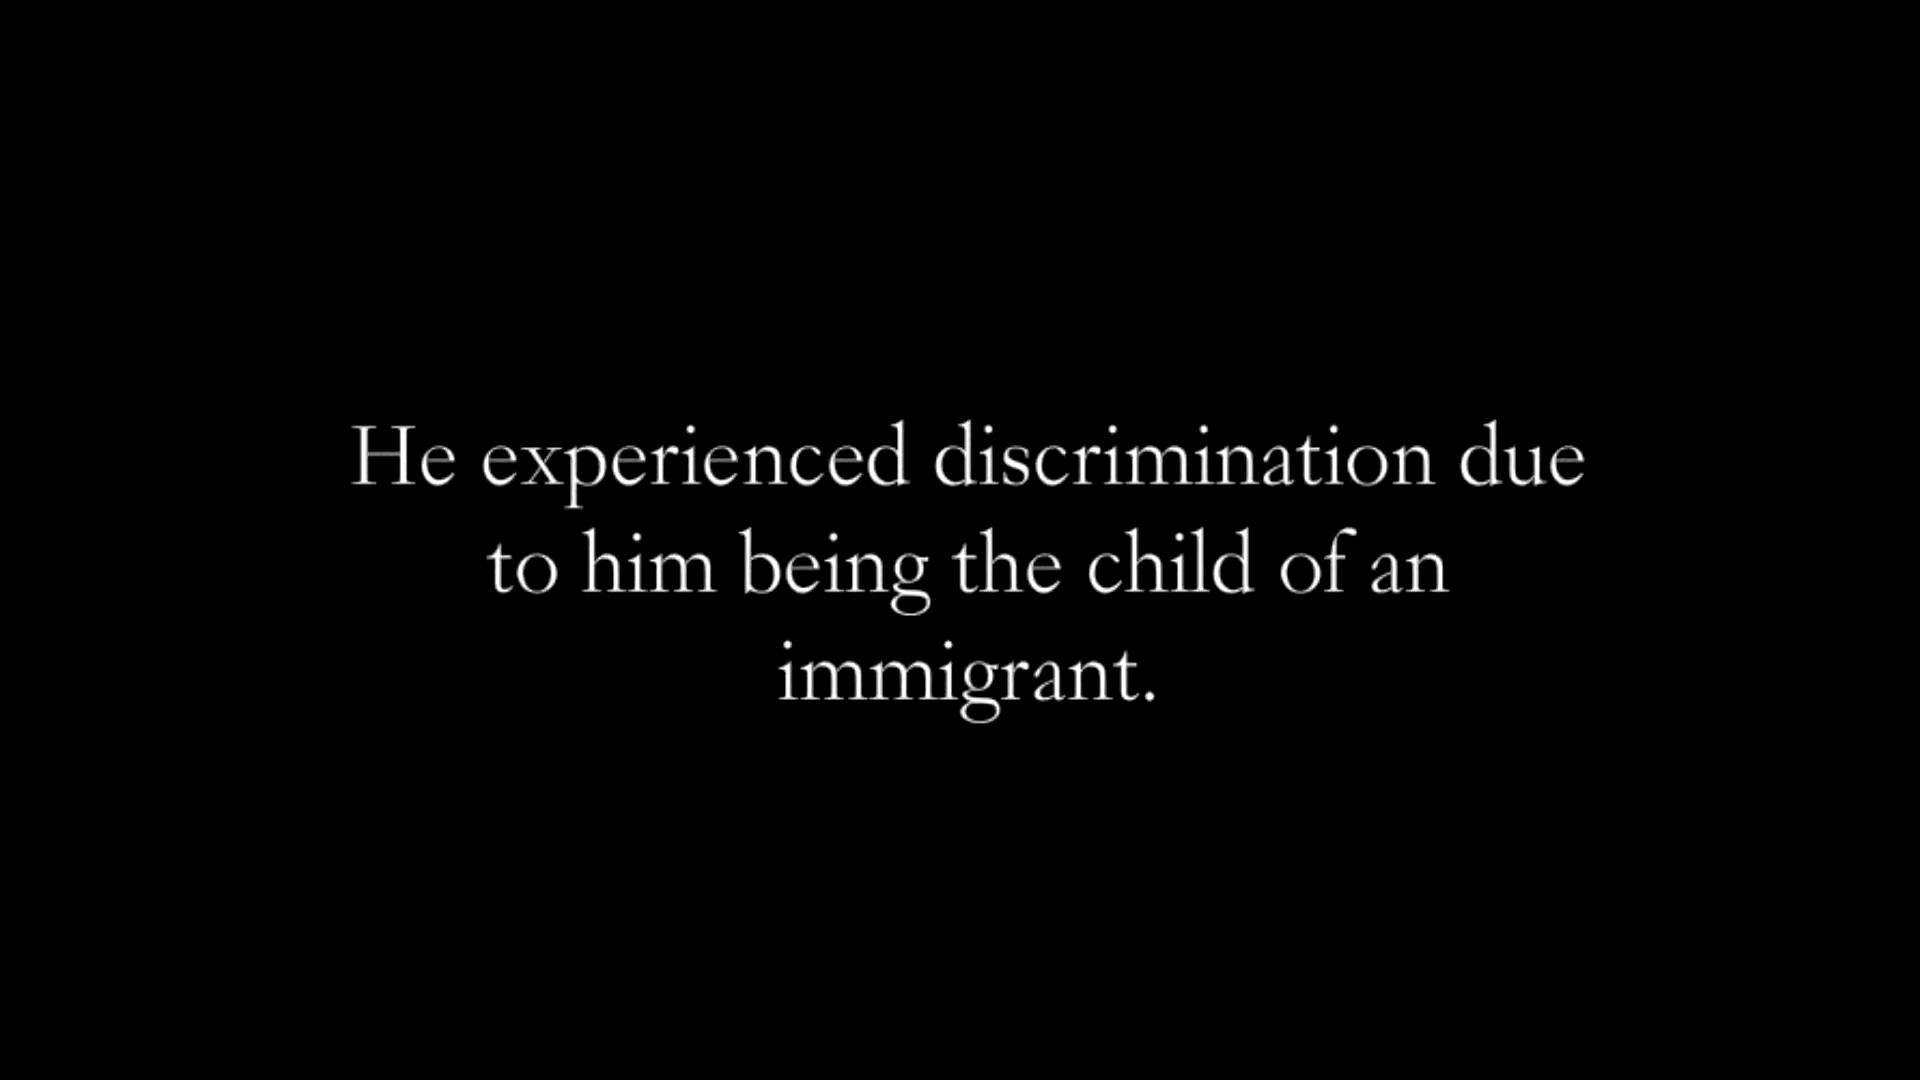 He experienced discrimination due
to him being the child of an
immigrant.